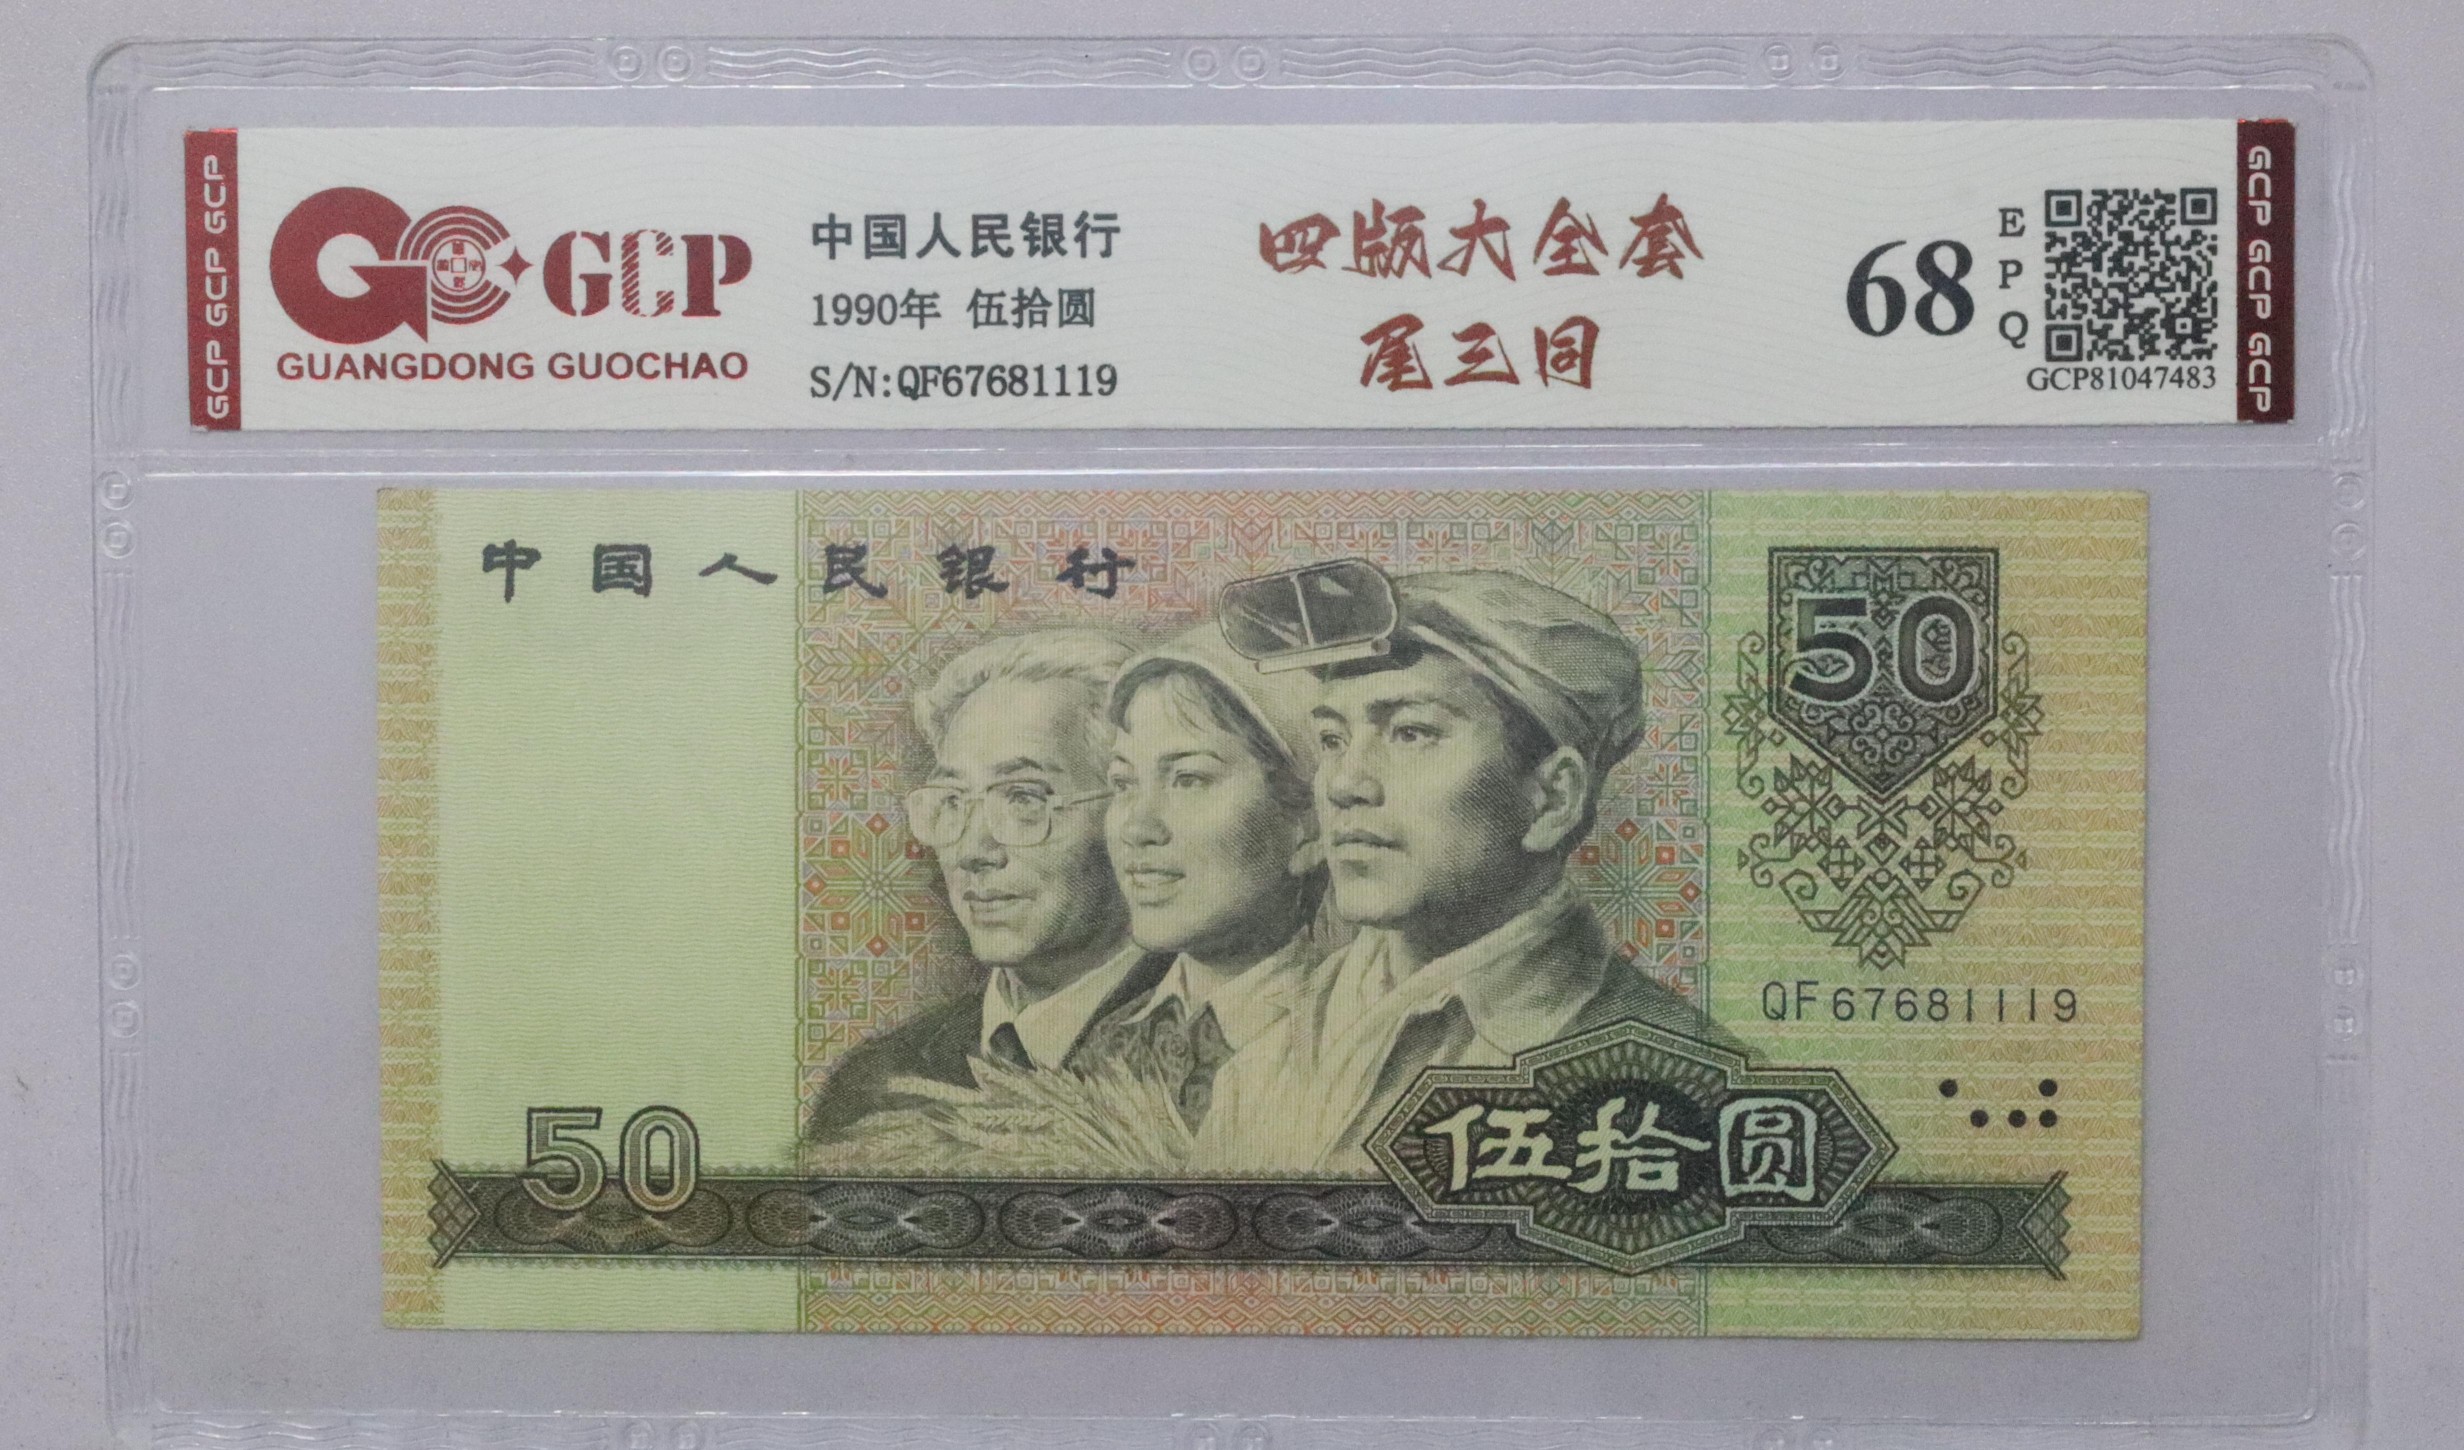 GCP GCP GCP
GCP
GUANGDONG GUOCHAO
中国人民银行
1990年 伍拾圆
S/N:QF67681119
四版大全套
尾三同
68
EPQ
GCP81047483
GCP GCP GCP
中国人民银行
50
QF67681119
50
伍拾圆